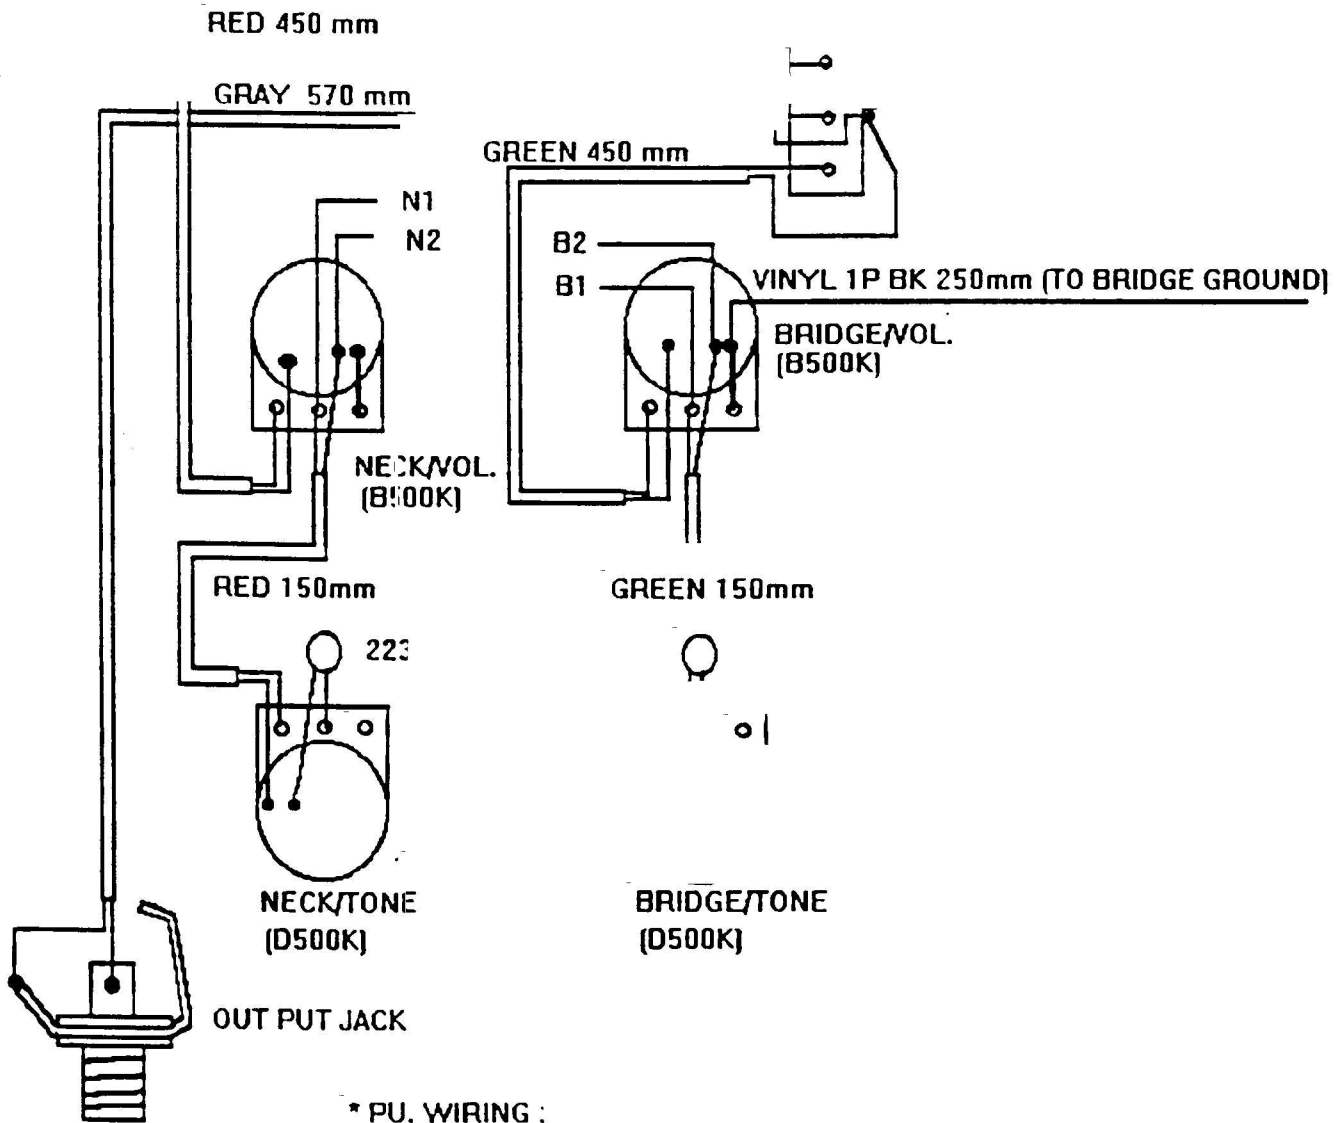 RED 450 mm
GRAY 570 mm
GREEN 450 mm
N1
N2
B2
B1
VINYL 1P BK 250mm (TO BRIDGE GROUND)
BRIDGE/VOL.
(B500K)
NECK/VOL.
(B500K)
RED 150mm
GREEN 150mm
223
NECK/TONE
(D500K)
BRIDGE/TONE
(D500K)
OUT PUT JACK
* PU. WIRING :